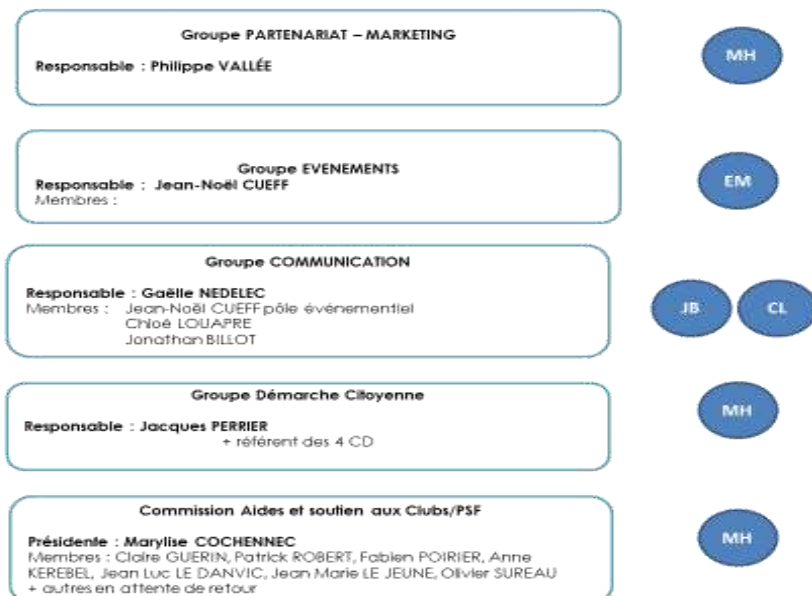 Groupe PARTENARIAT – MARKETING
Responsable : Philippe VALLÉE
MH
Groupe EVENEMENTS
Responsable : Jean-Noël CUEFF
Membres :
EM
Groupe COMMUNICATION
Responsable : Gaëlle NEDELEC
Membres : Jean-Noël CUEFF pôle événementiel
Chloé LOUAPRE
Jonathan BILLOT
JB CL
Groupe Démarche Citoyenne
Responsable : Jacques PERRIER
+ référent des 4 CD
MH
Commission Aides et soutien aux Clubs/PSF
Présidente : Marylise COCHENNEC
Membres : Claire GUERIN, Patrick ROBERT, Fabien POIRIER, Anne
KEREBEL, Jean Luc LE DANVIC, Jean Marie LE JEUNE, Olivier SUREAU
+ autres en attente de retour
MH